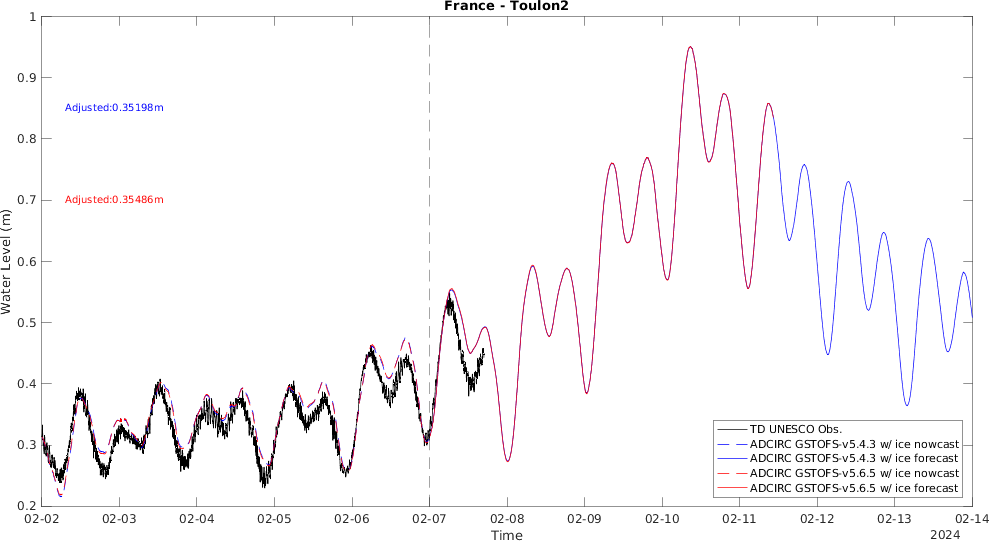 France - Toulon2
1
0.9
0.8
0.7
0.6
0.5
0.4
0.3
0.2
Water Level (m)
Adjusted:0.35198m
Adjusted:0.35486m
TD UNESCO Obs.
ADCIRC GSTOFS-v5.4.3 w/ ice nowcast
ADCIRC GSTOFS-v5.4.3 w/ ice forecast
ADCIRC GSTOFS-v5.6.5 w/ ice nowcast
ADCIRC GSTOFS-v5.6.5 w/ ice forecast
02-02 02-03 02-04 02-05 02-06 02-07 02-08 02-09 02-10 02-11 02-12 02-13 02-14
Time
2024